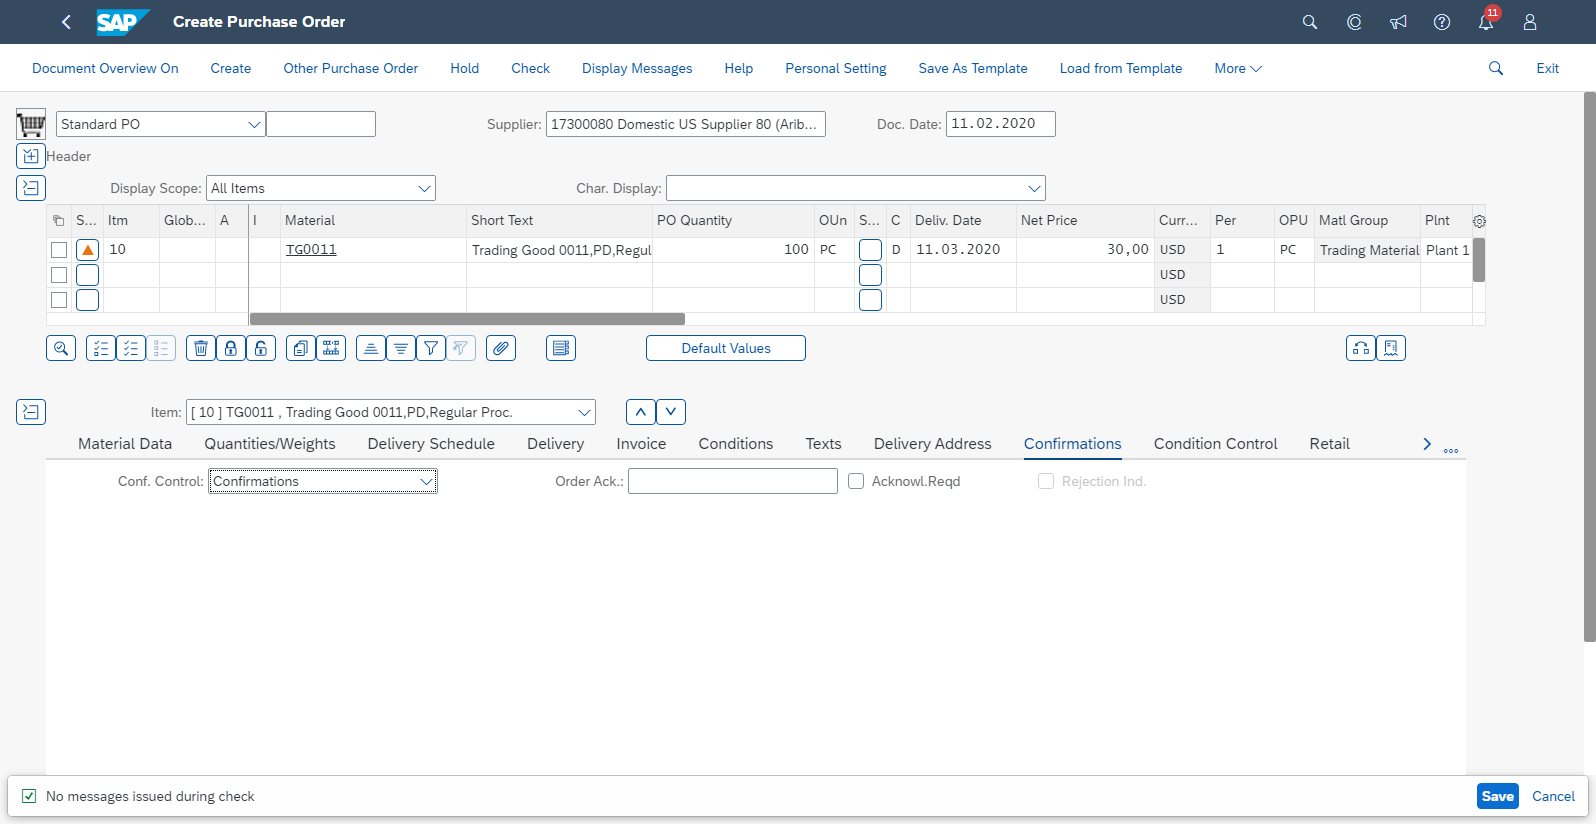 SAP Create Purchase Order 11
Document Overview On Create Other Purchase Order Hold Check Display Messages Help Personal Setting Save As Template Load from Template More Exit
Standard PO Supplier: 17300080 Domestic US Supplier 80 (Arib... Doc. Date: 11.02.2020
Header
Display Scope: All Items Char. Display:
S... Itm Glob... A I Material Short Text PO Quantity OUn S... C Deliv. Date Net Price Curr... Per OPU Matl Group Plnt
10 TG0011 Trading Good 0011,PD,Regul 100 PC D 11.03.2020 30,00 USD 1 PC Trading Material Plant 1
USD
USD
Default Values
Item: [ 10 ] TG0011 , Trading Good 0011,PD,Regular Proc.
Material Data Quantities/Weights Delivery Schedule Delivery Invoice Conditions Texts Delivery Address Confirmations Condition Control Retail
Conf. Control: Confirmations Order Ack.: Acknowl.Reqd Rejection Ind.
No messages issued during check Save Cancel